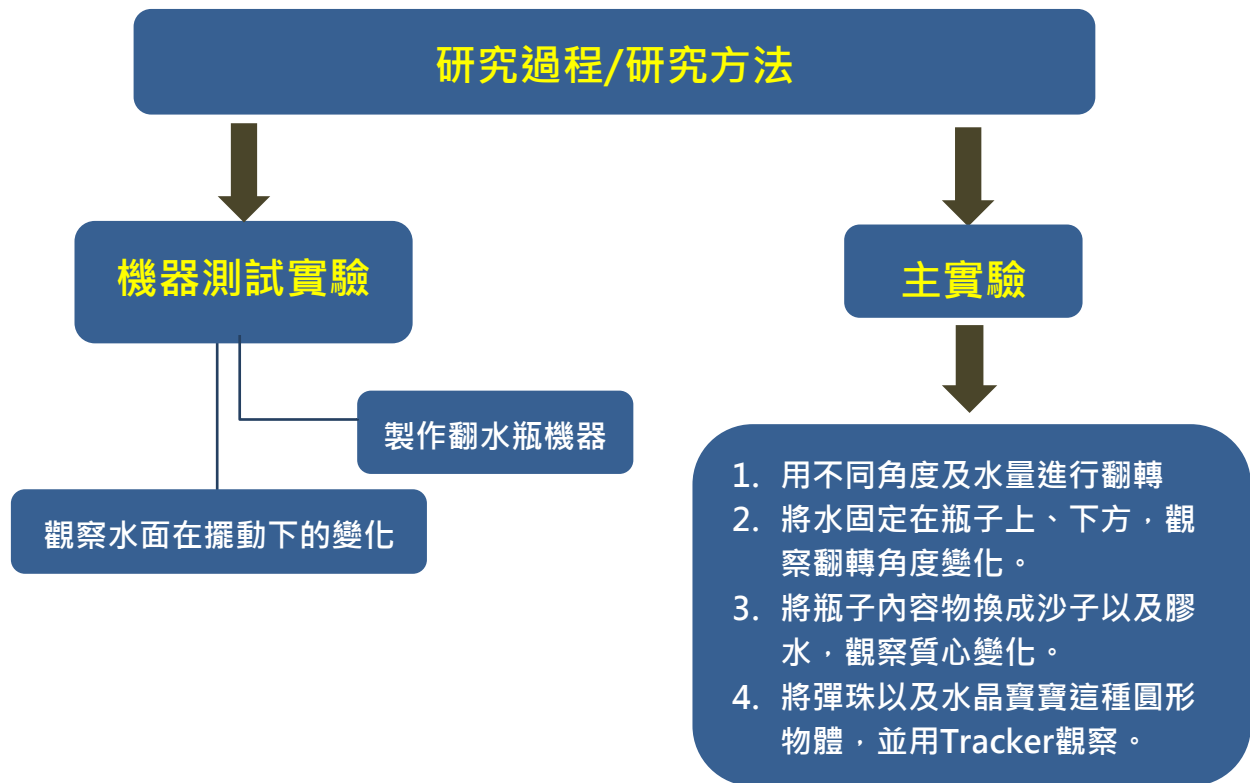 研究過程/研究方法
機器測試實驗
主實驗
製作翻水瓶機器
觀察水面在擺動下的變化
1. 用不同角度及水量進行翻轉
2. 將水固定在瓶子上、下方，觀
察翻轉角度變化。
3. 將瓶子內容物換成沙子以及膠
水，觀察質心變化。
4. 將彈珠以及水晶寶寶這種圓形
物體，並用Tracker觀察。